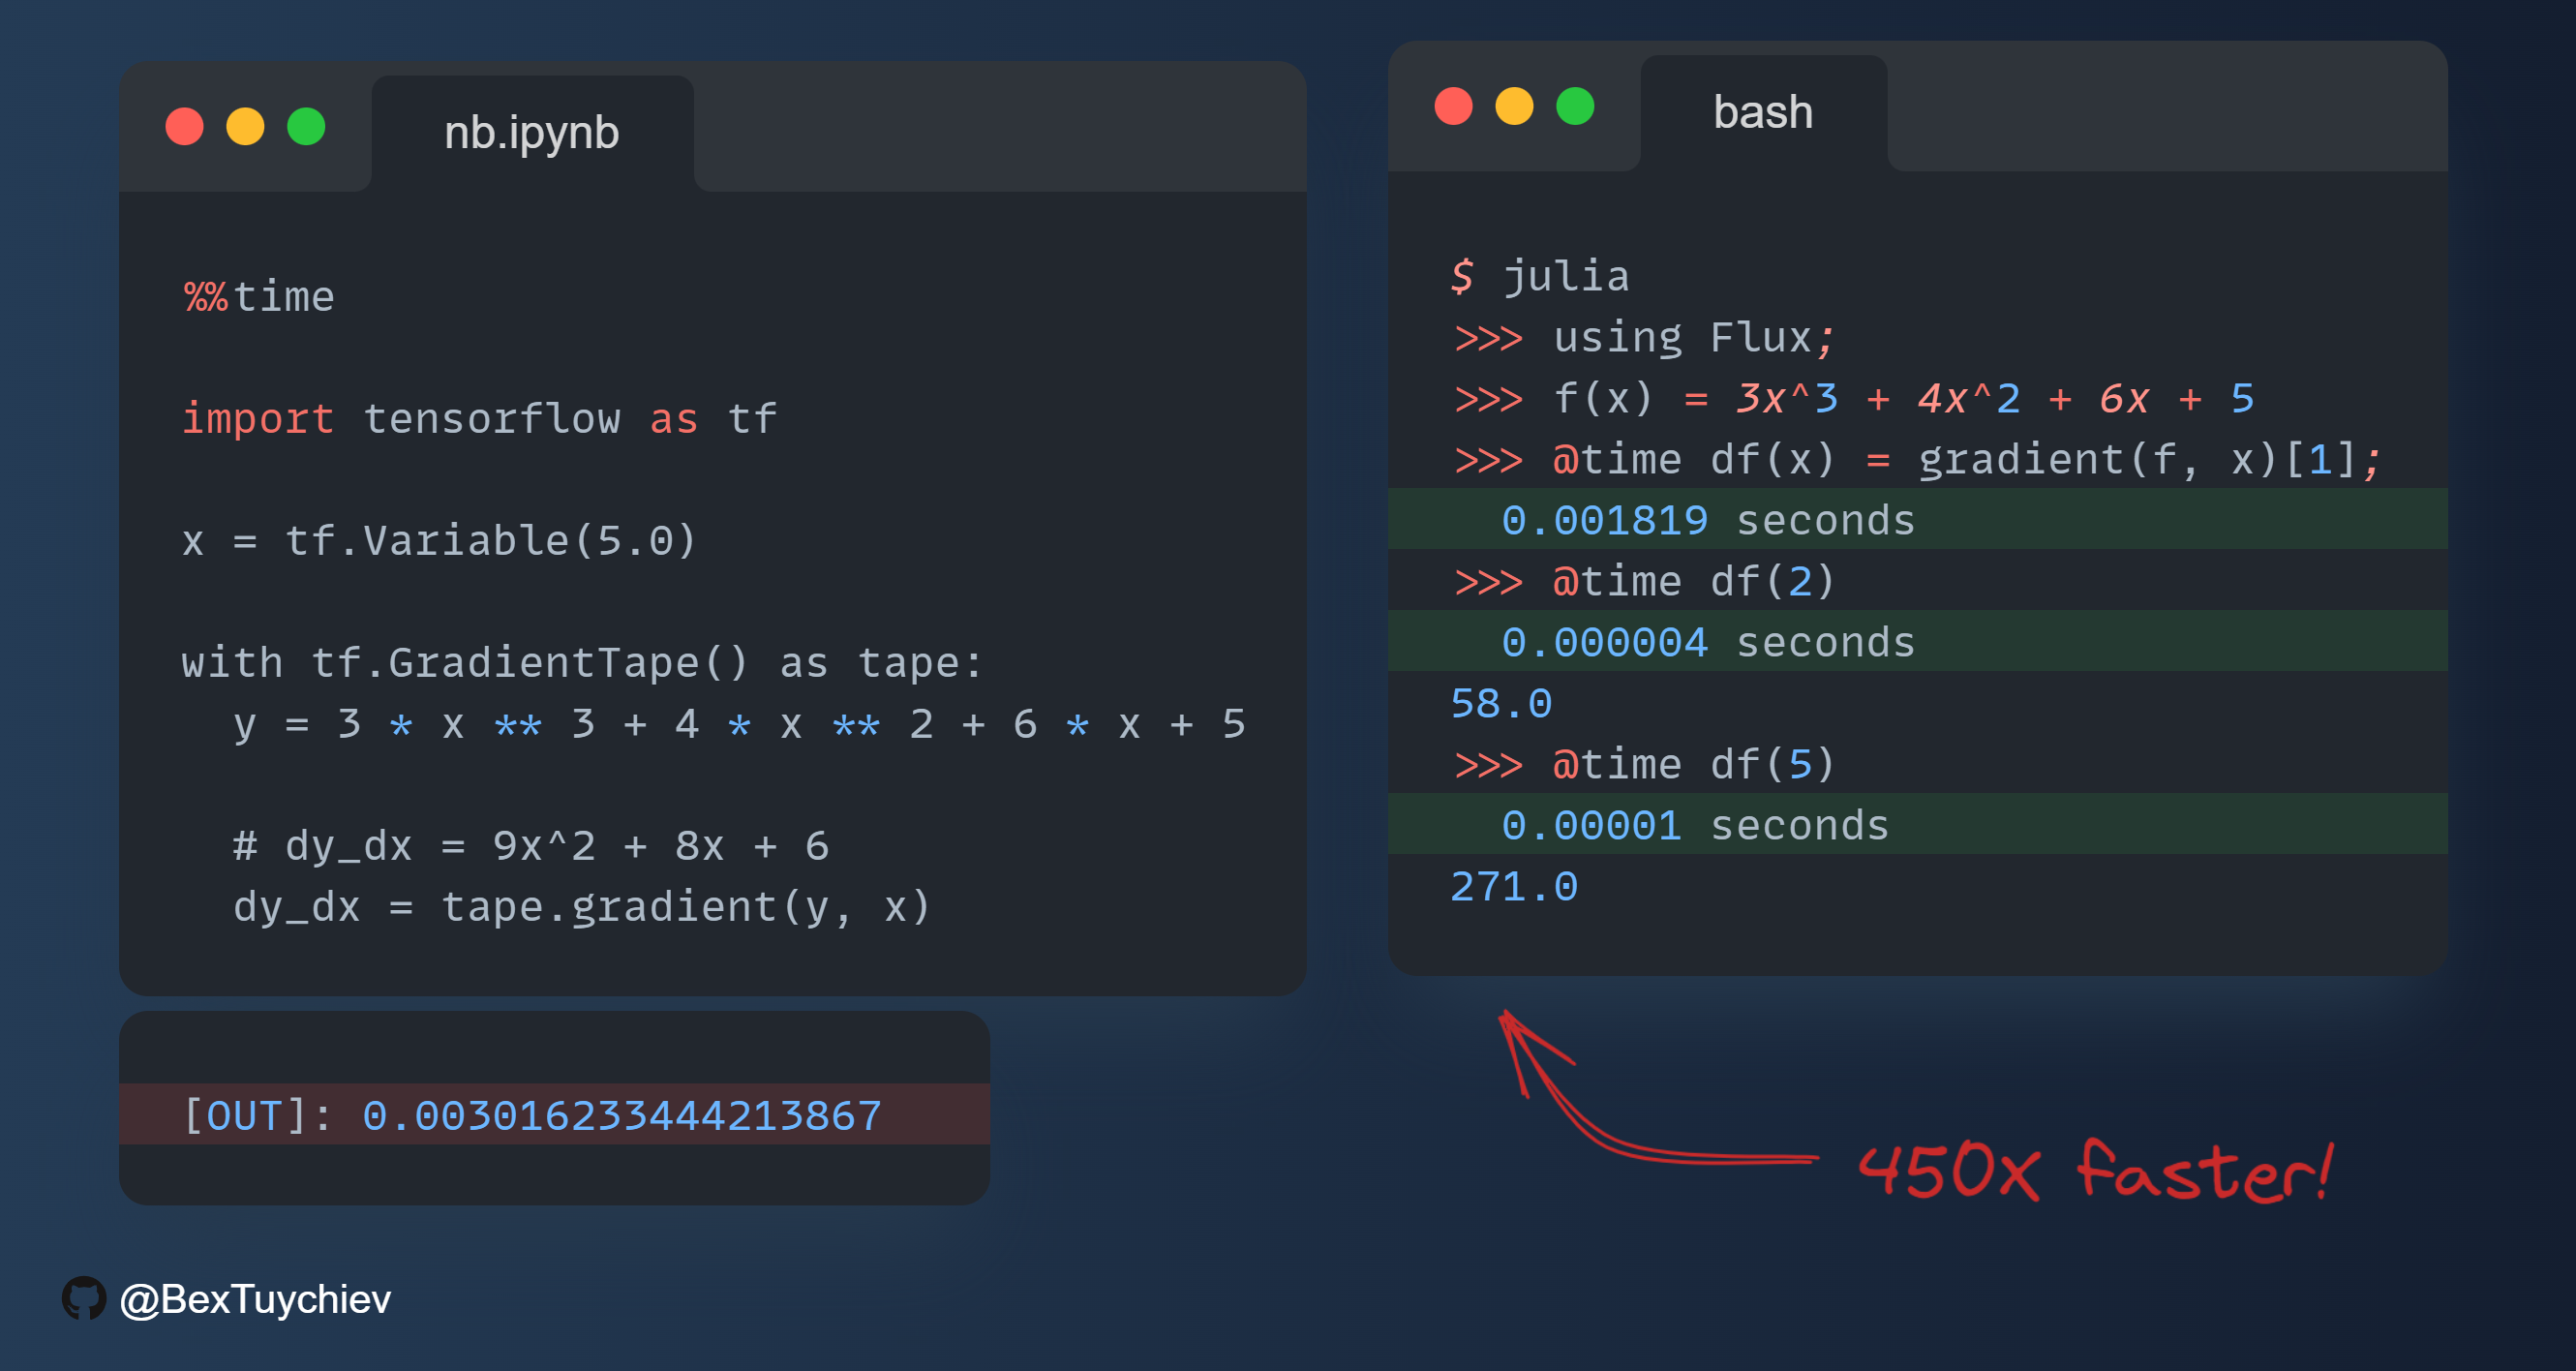 nb.ipynb
%%time
import tensorflow as tf
x = tf.Variable(5.0)
with tf.GradientTape() as tape:
  y = 3 * x ** 3 + 4 * x ** 2 + 6 * x + 5
  # dy_dx = 9x^2 + 8x + 6
  dy_dx = tape.gradient(y, x)
[OUT]: 0.003016233444213867
bash
$ julia
>>> using Flux;
>>> f(x) = 3x^3 + 4x^2 + 6x + 5
>>> @time df(x) = gradient(f, x)[1];
  0.001819 seconds
>>> @time df(2)
  0.000004 seconds
58.0
>>> @time df(5)
  0.00001 seconds
271.0
450x faster!
@BexTuychiev